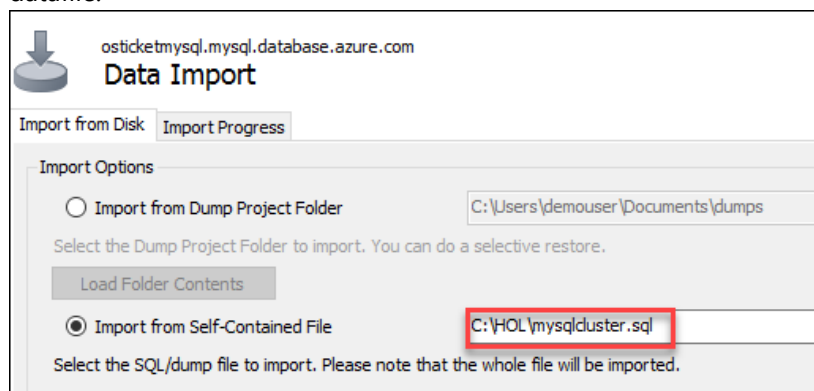 osticketmysql.mysql.database.azure.com
Data Import
Import from Disk Import Progress
Import Options
Import from Dump Project Folder C:\Users\demouser\Documents\dumps
Select the Dump Project Folder to import. You can do a selective restore.
Load Folder Contents
Import from Self-Contained File C:\HOL\mysqlcluster.sql
Select the SQL/dump file to import. Please note that the whole file will be imported.